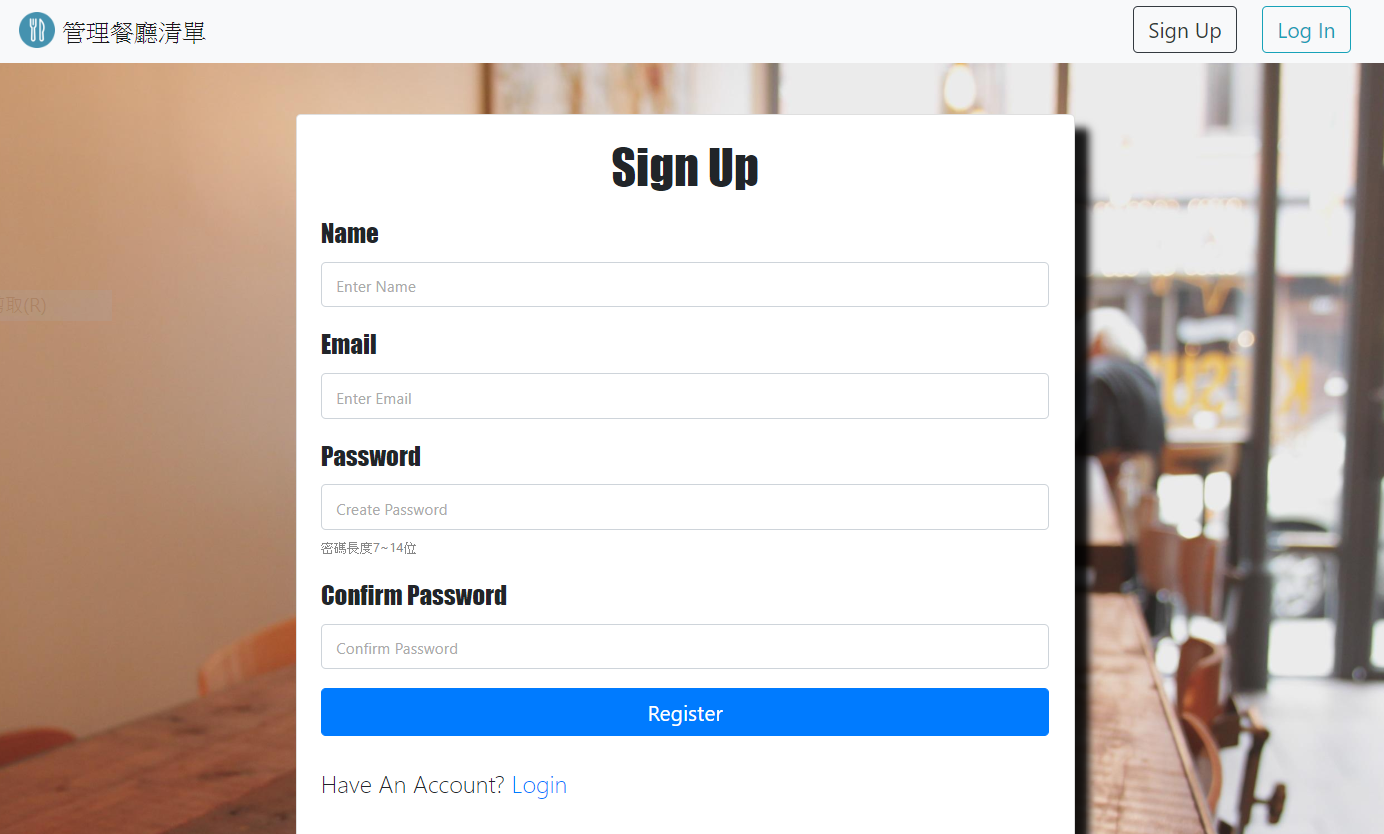 管理餐廳清單
Sign Up
Log In
Sign Up
Name
Enter Name
Email
Enter Email
取(R)
Password
Create Password
密碼長度7~14位
Confirm Password
Confirm Password
Register
Have An Account? Login